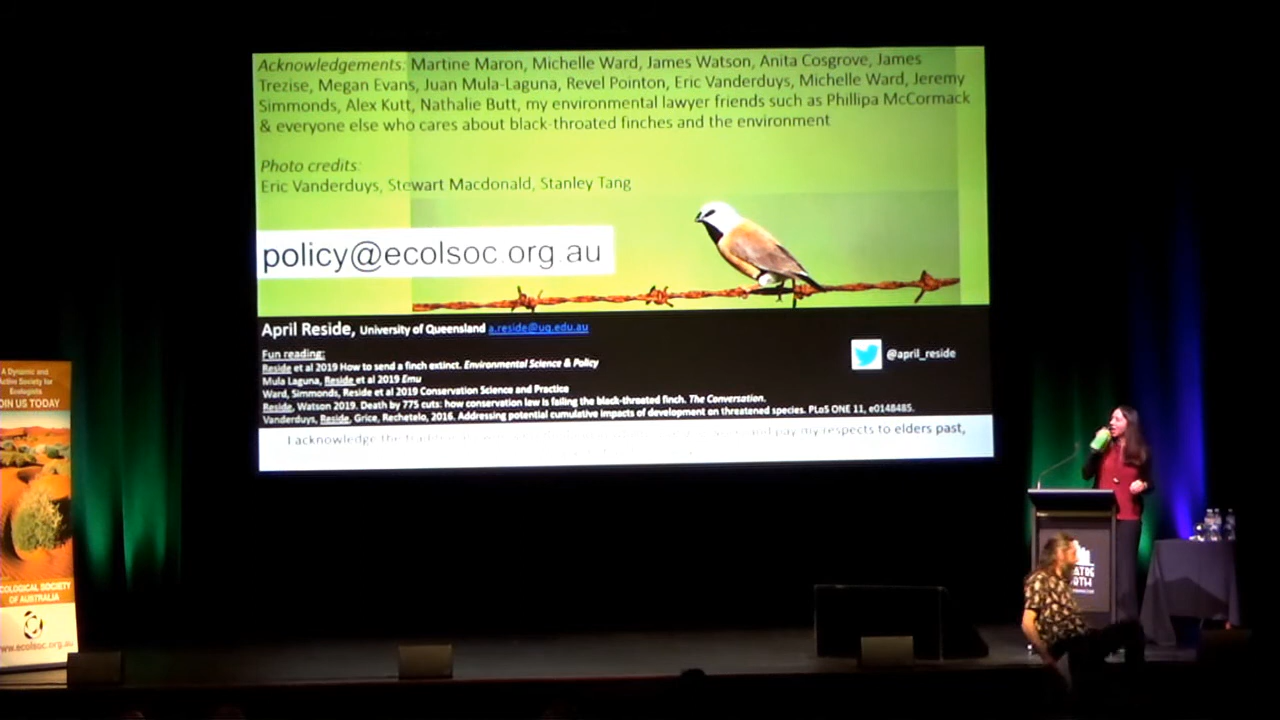 Acknowledgements: Martine Maron, Michelle Ward, James Watson, Anita Cosgrove, James
Trezise, Megan Evans, Juan Mula-Laguna, Revel Pointon, Eric Vanderduys, Michelle Ward, Jeremy
Simmonds, Alex Kutt, Nathalie Butt, my environmental lawyer friends such as Phillipa McCormack
& everyone else who cares about black-throated finches and the environment
Photo credits:
Eric Vanderduys, Stewart Macdonald, Stanley Tang
policy@ecolsoc.org.au
April Reside, University of Queensland a.reside@uq.edu.au
Fun reading:
Reside et al 2019 How to send a finch extinct. Environmental Science & Policy
@april_reside
Mula Laguna, Reside et al 2019 Emu
Ward, Simmonds, Reside et al 2019 Conservation Science and Practice
Reside, Watson 2019. Death by 775 cuts: how conservation law is failing the black-throated finch. The Conversation.
Vanderduys, Reside, Grice, Rechetelo, 2016. Addressing potential cumulative impacts of development on threatened species. PLoS ONE 11, e0148485.
I acknowledge the and pay my respects to elders past,
A Dynamic and
Active Society for
Ecologists
JOIN US TODAY
ECOLOGICAL SOCIETY
OF AUSTRALIA
www.ecolsoc.org.au